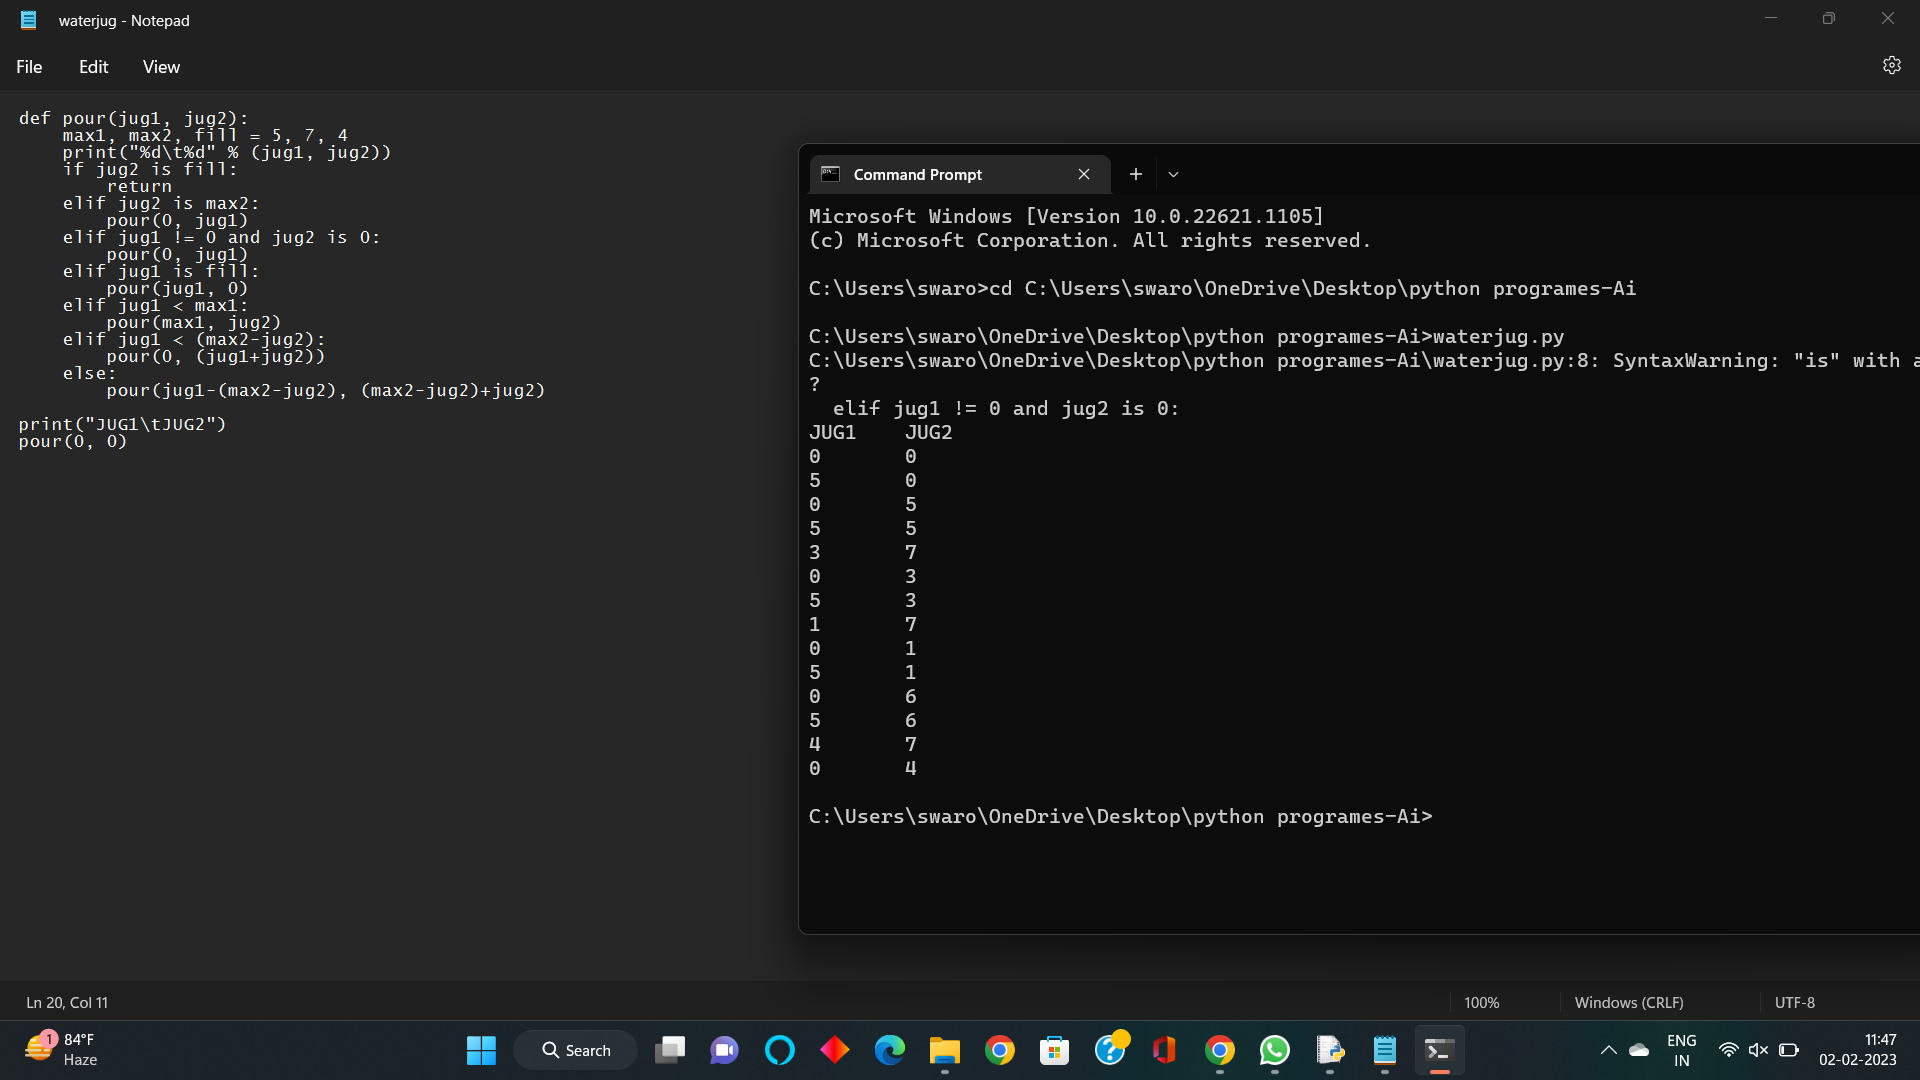 waterjug - Notepad
File Edit View
def pour(jug1, jug2):
    max1, max2, fill = 5, 7, 4
    print("%d\t%d" % (jug1, jug2))
    if jug2 is fill:
        return
    elif jug2 is max2:
        pour(0, jug1)
    elif jug1 != 0 and jug2 is 0:
        pour(0, jug1)
    elif jug1 is fill:
        pour(jug1, 0)
    elif jug1 < max1:
        pour(max1, jug2)
    elif jug1 < (max2-jug2):
        pour(0, (jug1+jug2))
    else:
        pour(jug1-(max2-jug2), (max2-jug2)+jug2)
print("JUG1\tJUG2")
pour(0, 0)
Command Prompt
Microsoft Windows [Version 10.0.22621.1105]
(c) Microsoft Corporation. All rights reserved.
C:\Users\swaro>cd C:\Users\swaro\OneDrive\Desktop\python programes-Ai
C:\Users\swaro\OneDrive\Desktop\python programes-Ai>waterjug.py
C:\Users\swaro\OneDrive\Desktop\python programes-Ai\waterjug.py:8: SyntaxWarning: "is" with a
?
  elif jug1 != 0 and jug2 is 0:
JUG1    JUG2
0       0
5       0
0       5
5       5
3       7
0       3
5       3
1       7
0       1
5       1
0       6
5       6
4       7
0       4
C:\Users\swaro\OneDrive\Desktop\python programes-Ai>
Ln 20, Col 11 100% Windows (CRLF) UTF-8
1 84°F
Haze
Search
ENG
IN
11:47
02-02-2023